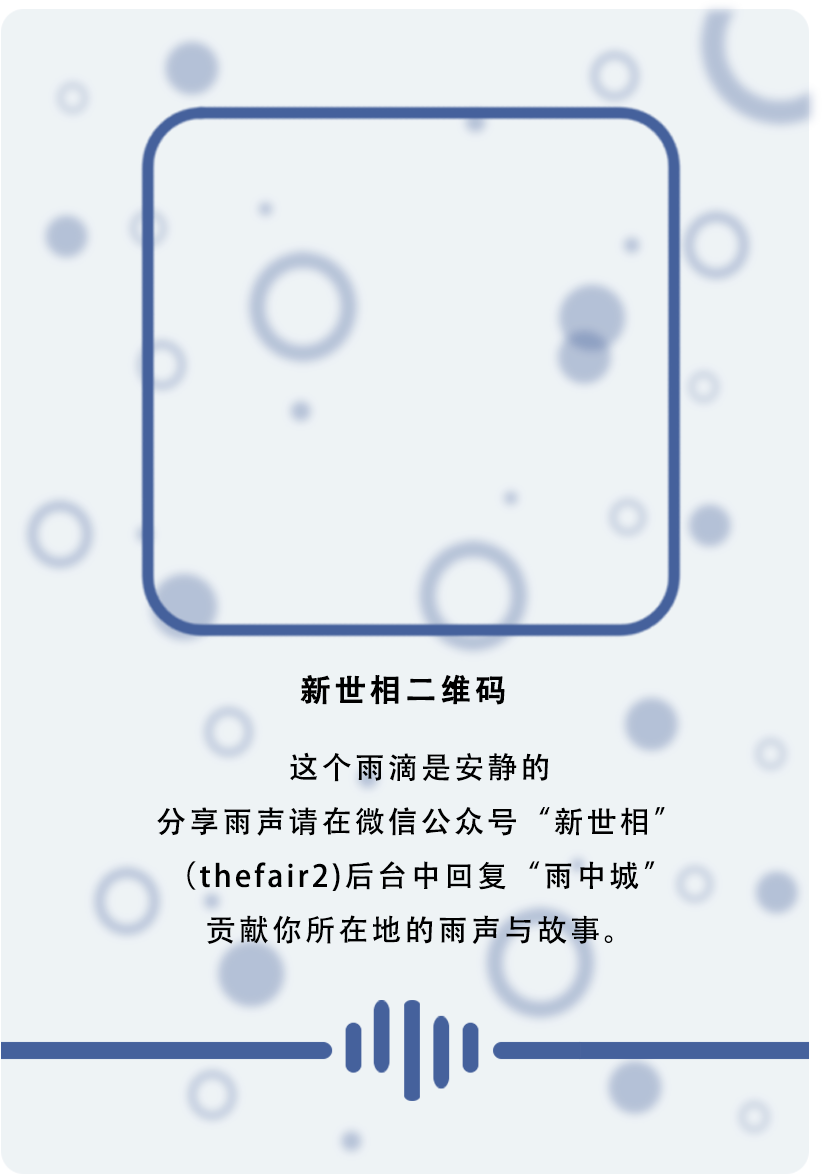 新世相二维码
这个雨滴是安静的
分享雨声请在微信公众号“新世相”
（thefair2)后台中回复“雨中城”
贡献你所在地的雨声与故事。